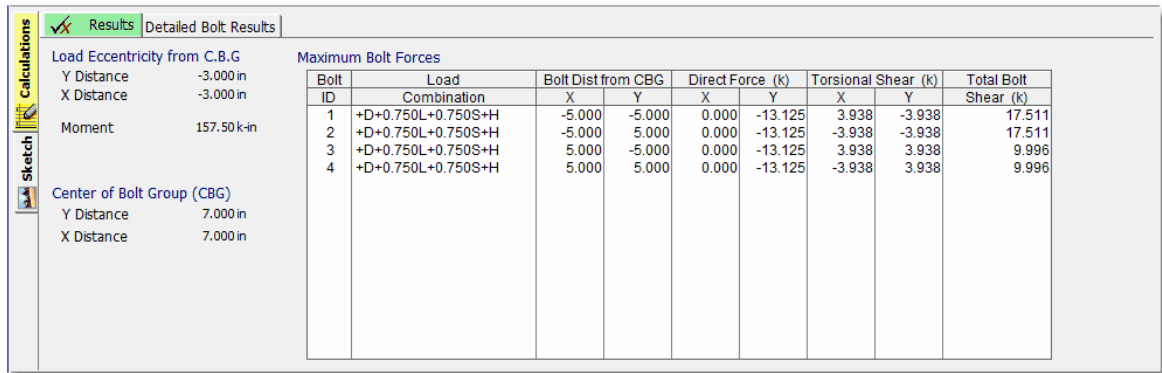 Results Detailed Bolt Results
Calculations
Sketch
Load Eccentricity from C.B.G
Y Distance -3.000 in
X Distance -3.000 in
Moment 157.50 k-in
Center of Bolt Group (CBG)
Y Distance 7.000 in
X Distance 7.000 in
Maximum Bolt Forces
Bolt Load Bolt Dist from CBG Direct Force (k) Torsional Shear (k) Total Bolt
ID Combination X Y X Y X Y Shear (k)
1 +D+0.750L+0.750S+H -5.000 -5.000 0.000 -13.125 3.938 -3.938 17.511
2 +D+0.750L+0.750S+H -5.000 5.000 0.000 -13.125 -3.938 -3.938 17.511
3 +D+0.750L+0.750S+H 5.000 -5.000 0.000 -13.125 3.938 3.938 9.996
4 +D+0.750L+0.750S+H 5.000 5.000 0.000 -13.125 -3.938 3.938 9.996